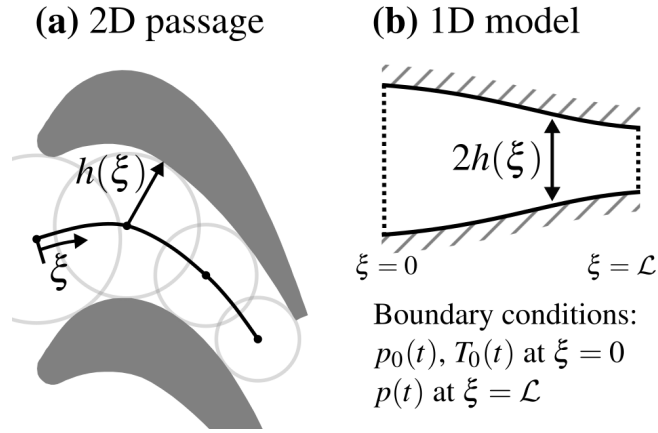 (a) 2D passage
h(ξ)
ξ
(b) 1D model
2h(ξ)
ξ = 0
ξ = ℒ
Boundary conditions:
p₀(t), T₀(t) at ξ = 0
p(t) at ξ = ℒ